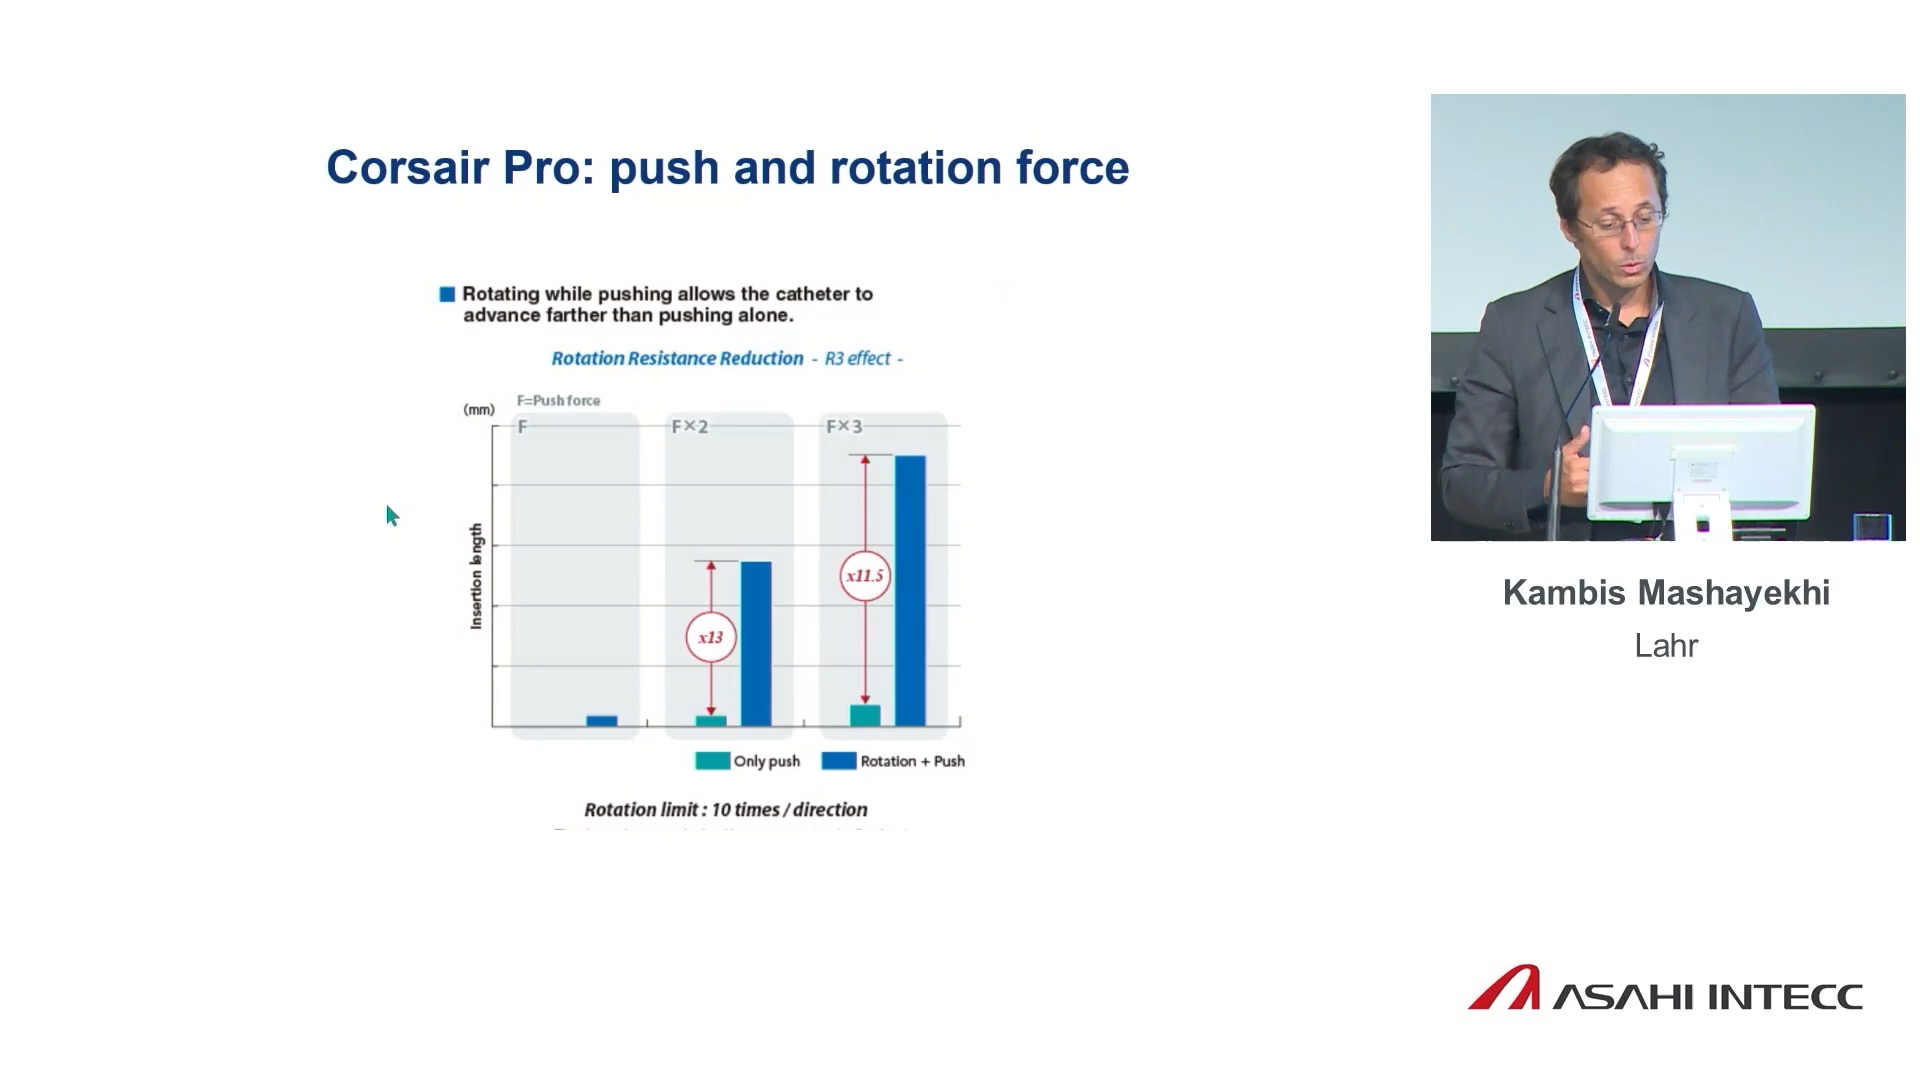 Corsair Pro: push and rotation force
Rotating while pushing allows the catheter to
advance farther than pushing alone.
Rotation Resistance Reduction - R3 effect -
F=Push force
(mm)
F
F×2
F×3
Insertion length
x13
x11.5
Only push
Rotation + Push
Rotation limit : 10 times / direction
Kambis Mashayekhi
Lahr
ASAHI INTECC